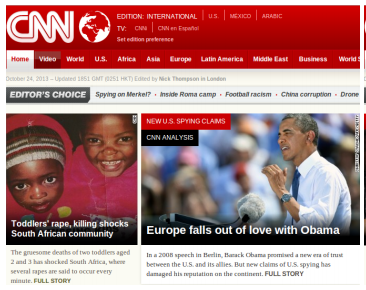 CNN
EDITION: INTERNATIONAL | U.S. | MÉXICO | ARABIC
TV: CNNi | CNN en Español
Set edition preference
Home Video World U.S. Africa Asia Europe Latin America Middle East Business World S
October 24, 2013 -- Updated 1651 GMT (0251 HKT) Edited by Nick Thompson in London
EDITOR'S CHOICE Spying on Merkel? • Inside Roma camp • Football racism • China corruption • Drone
NEW U.S. SPYING CLAIMS
CNN ANALYSIS
Toddlers' rape, killing shocks
South African community
Europe falls out of love with Obama
The gruesome deaths of two toddlers aged
2 and 3 has shocked South Africa, where
several rapes are said to occur every
minute. FULL STORY
In a 2008 speech in Berlin, Barack Obama promised a new era of trust
between the U.S. and its allies. But new claims of U.S. spying has
damaged his reputation on the continent. FULL STORY